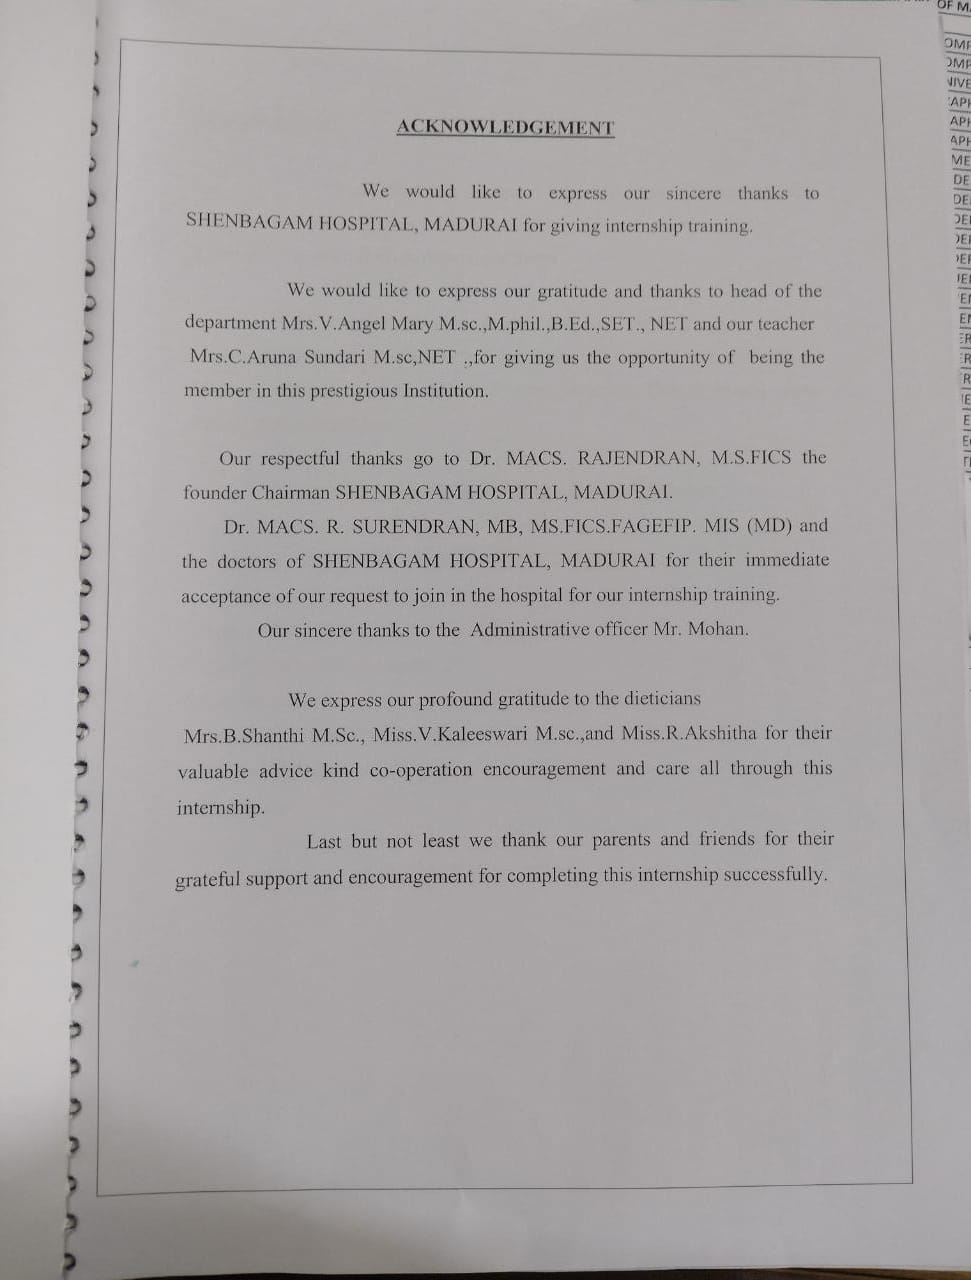 ACKNOWLEDGEMENT
We would like to express our sincere thanks to
SHENBAGAM HOSPITAL, MADURAI for giving internship training.
We would like to express our gratitude and thanks to head of the
department Mrs.V.Angel Mary M.sc.,M.phil.,B.Ed.,SET., NET and our teacher
Mrs.C.Aruna Sundari M.sc,NET .,for giving us the opportunity of being the
member in this prestigious Institution.
Our respectful thanks go to Dr. MACS. RAJENDRAN, M.S.FICS the
founder Chairman SHENBAGAM HOSPITAL, MADURAI.
Dr. MACS. R. SURENDRAN, MB, MS.FICS.FAGEFIP. MIS (MD) and
the doctors of SHENBAGAM HOSPITAL, MADURAI for their immediate
acceptance of our request to join in the hospital for our internship training.
Our sincere thanks to the Administrative officer Mr. Mohan.
We express our profound gratitude to the dieticians
Mrs.B.Shanthi M.Sc., Miss.V.Kaleeswari M.sc.,and Miss.R.Akshitha for their
valuable advice kind co-operation encouragement and care all through this
internship.
Last but not least we thank our parents and friends for their
grateful support and encouragement for completing this internship successfully.